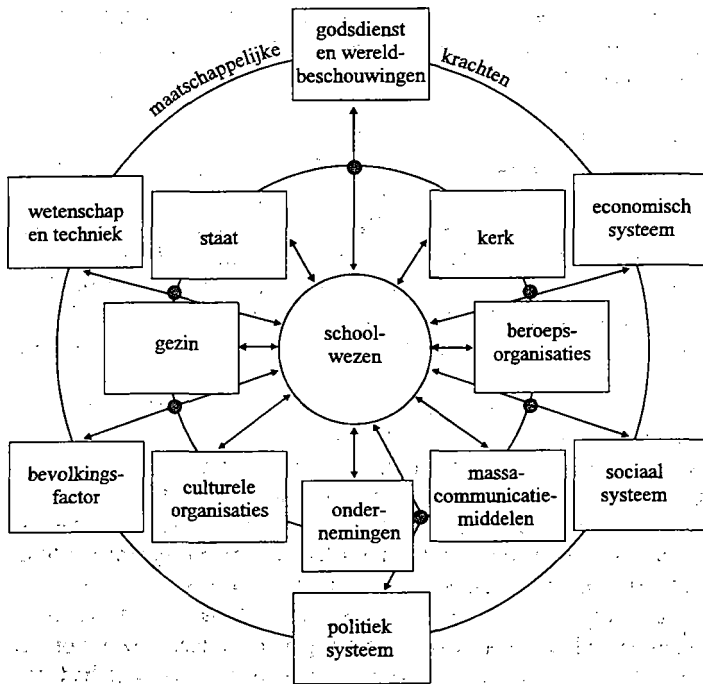 godsdienst
en wereld-
beschouwingen
maatschappelijke
krachten
wetenschap
en techniek
staat
kerk
economisch
systeem
gezin
school-
wezen
beroeps-
organisaties
bevolkings-
factor
culturele
organisaties
onder-
nemingen
massa-
communicatie-
middelen
sociaal
systeem
politiek
systeem